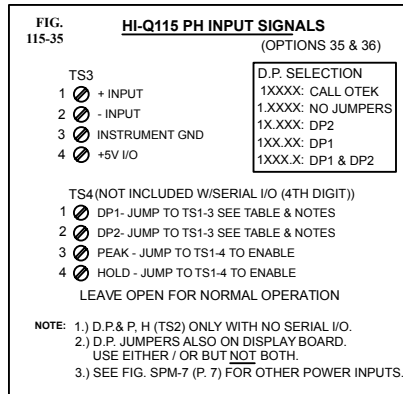 FIG.
115-35
HI-Q115 PH INPUT SIGNALS
(OPTIONS 35 & 36)
TS3
1 + INPUT
2 - INPUT
3 INSTRUMENT GND
4 +5V I/O
D.P. SELECTION
1XXXX: CALL OTEK
1.XXXX: NO JUMPERS
1X.XXX: DP2
1XX.XX: DP1
1XXX.X: DP1 & DP2
TS4 (NOT INCLUDED W/SERIAL I/O (4TH DIGIT))
1 DP1- JUMP TO TS1-3 SEE TABLE & NOTES
2 DP2- JUMP TO TS1-3 SEE TABLE & NOTES
3 PEAK - JUMP TO TS1-4 TO ENABLE
4 HOLD - JUMP TO TS1-4 TO ENABLE
LEAVE OPEN FOR NORMAL OPERATION
NOTE: 1.) D.P.& P, H (TS2) ONLY WITH NO SERIAL I/O.
2.) D.P. JUMPERS ALSO ON DISPLAY BOARD.
USE EITHER / OR BUT NOT BOTH.
3.) SEE FIG. SPM-7 (P. 7) FOR OTHER POWER INPUTS.